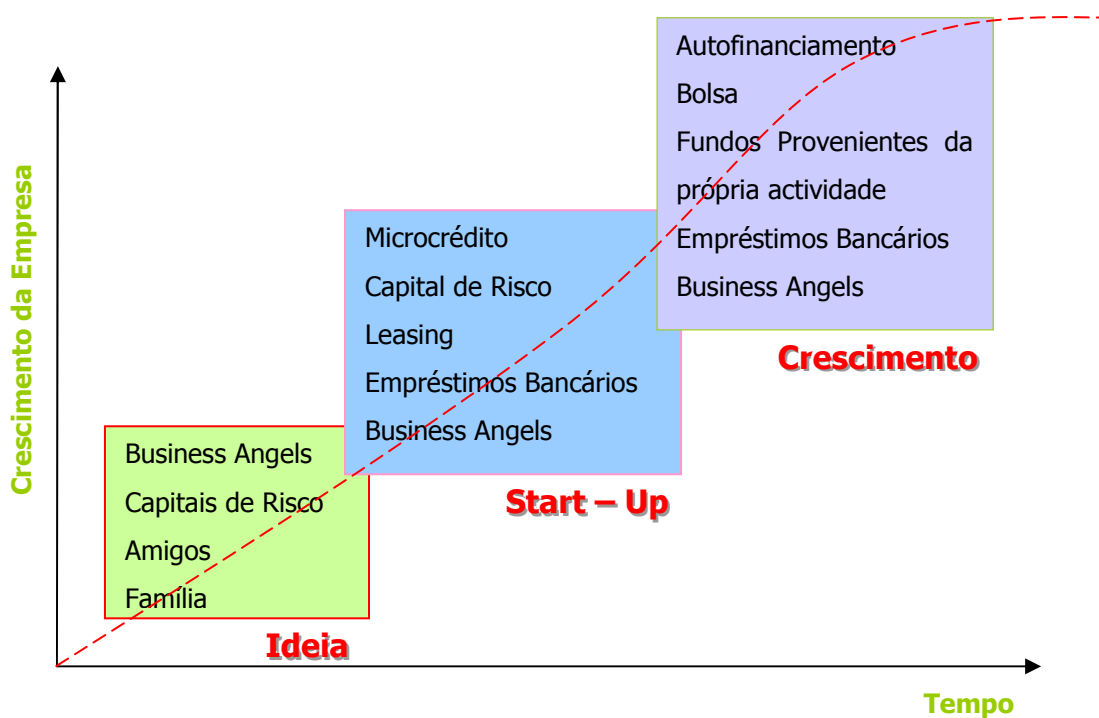 Crescimento da Empresa
Autofinanciamento
Bolsa
Fundos Provenientes da
própria actividade
Empréstimos Bancários
Business Angels
Crescimento
Microcrédito
Capital de Risco
Leasing
Empréstimos Bancários
Business Angels
Start – Up
Business Angels
Capitais de Risco
Amigos
Família
Ideia
Tempo